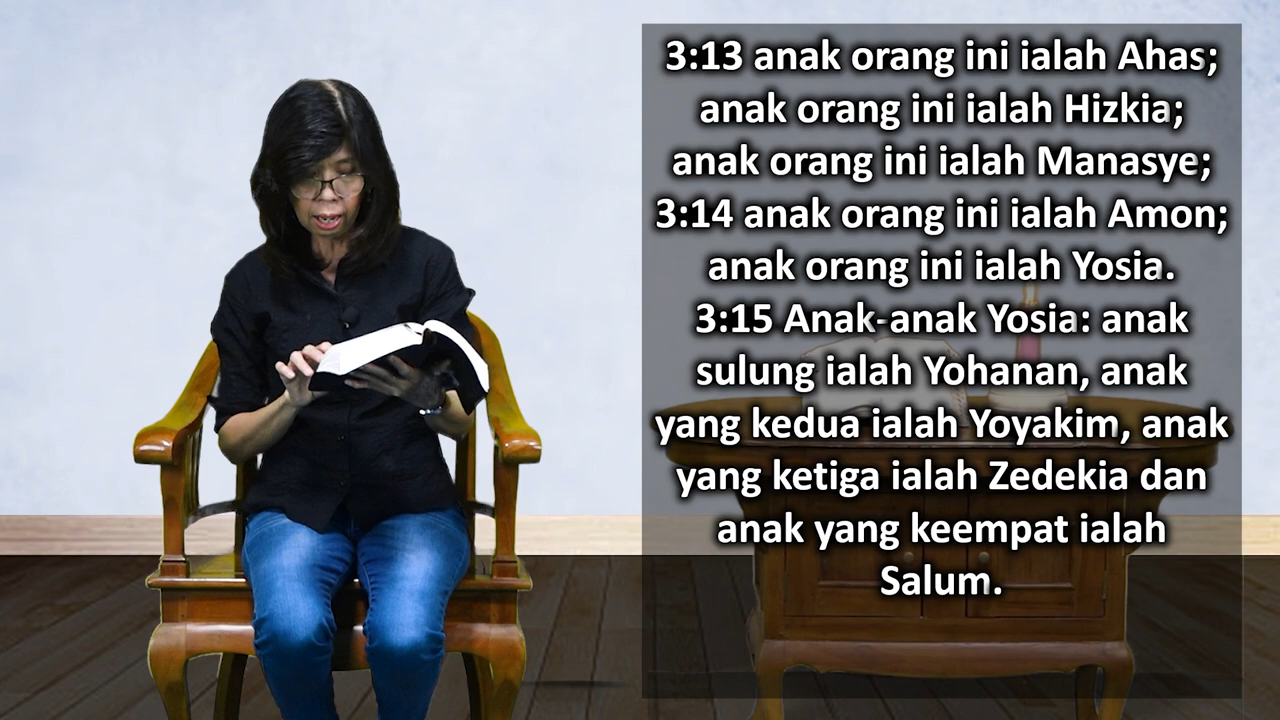 3:13 anak orang ini ialah Ahas;
anak orang ini ialah Hizkia;
anak orang ini ialah Manasye;
3:14 anak orang ini ialah Amon;
anak orang ini ialah Yosia.
3:15 Anak-anak Yosia: anak
sulung ialah Yohanan, anak
yang kedua ialah Yoyakim, anak
yang ketiga ialah Zedekia dan
anak yang keempat ialah
Salum.